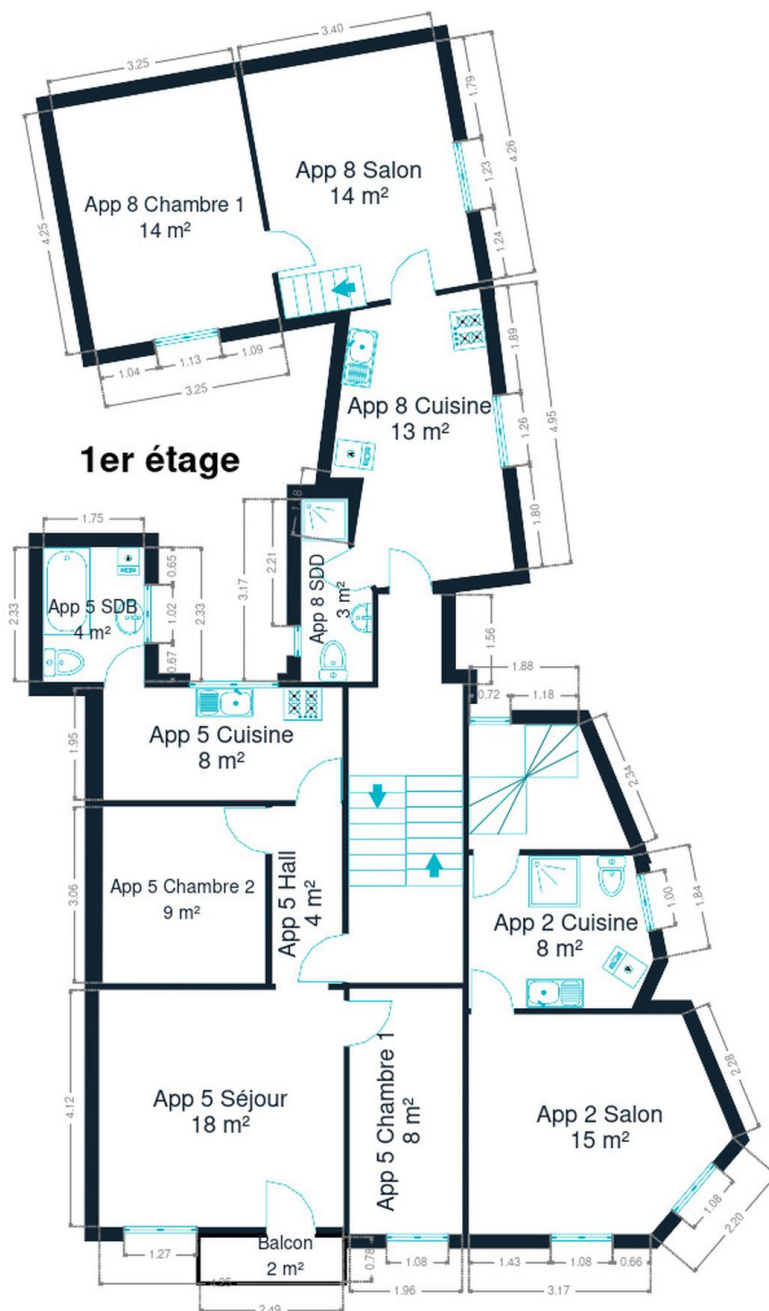 3.25
3.40
1.79
4.26
1.23
1.24
App 8 Salon
14 m²
App 8 Chambre 1
14 m²
4.25
1.04
1.13
1.09
3.25
1.89
4.95
1.26
1.80
App 8 Cuisine
13 m²
1er étage
1.75
2.33
0.65
1.02
0.67
2.33
3.17
2.21
App 5 SDB
4 m²
App 8 SDD
3 m²
1.56
1.88
0.72
1.18
2.34
App 5 Cuisine
8 m²
1.95
App 5 Chambre 2
9 m²
3.06
App 5 Hall
4 m²
App 2 Cuisine
8 m²
1.00
1.84
App 5 Séjour
18 m²
4.12
App 5 Chambre 1
8 m²
App 2 Salon
15 m²
2.28
1.08
2.20
Balcon
2 m²
0.78
1.27
4.25
2.49
1.08
1.96
1.43
1.08
0.66
3.17